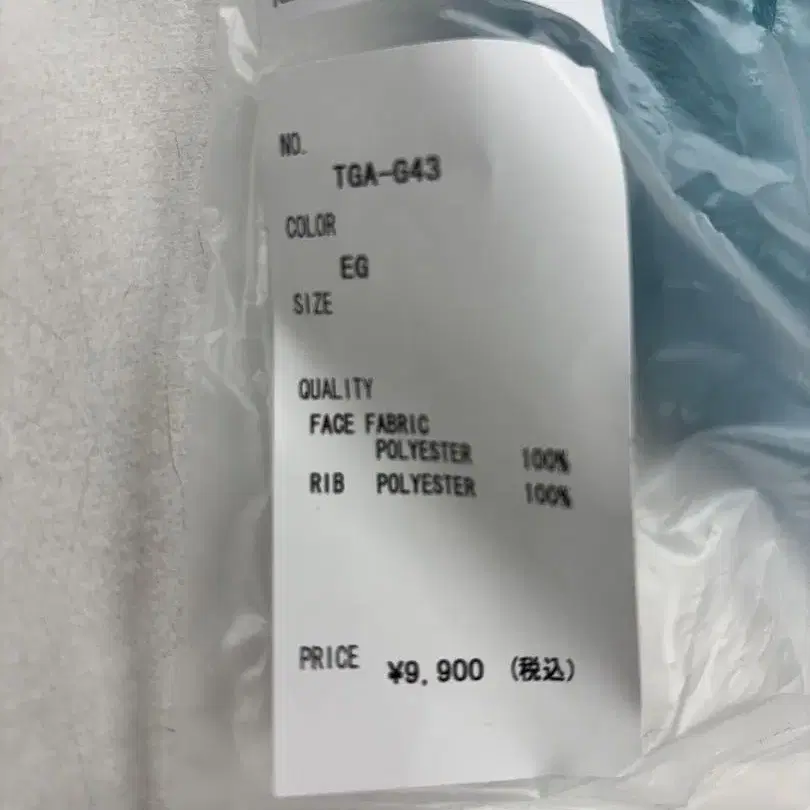 NO.
TGA-G43
COLOR
EG
SIZE
QUALITY
FACE FABRIC
POLYESTER 100%
RIB POLYESTER 100%
PRICE ¥9,900 (税込)